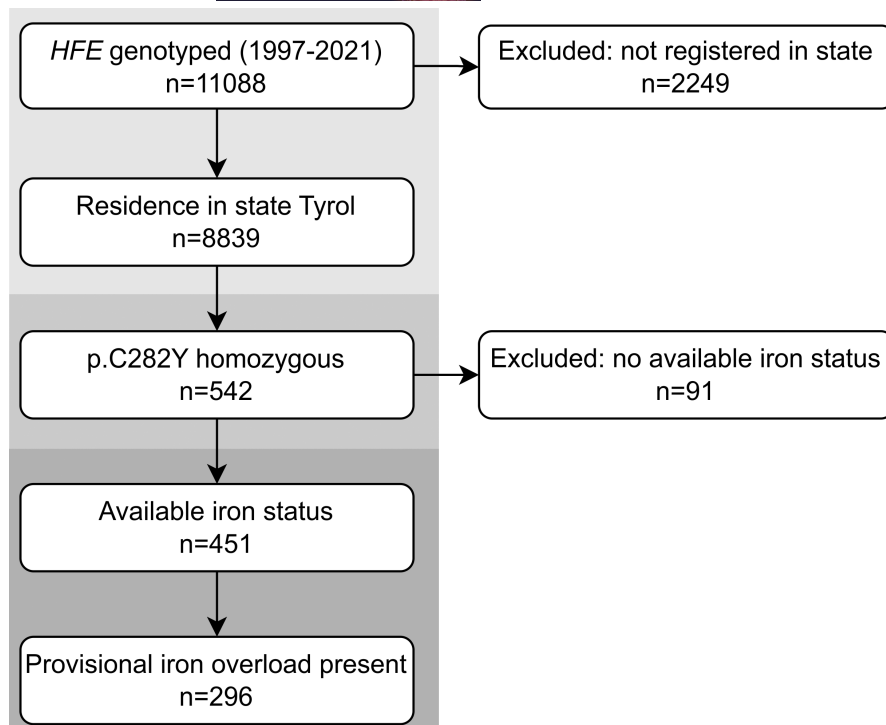 HFE genotyped (1997-2021)
n=11088
Excluded: not registered in state
n=2249
Residence in state Tyrol
n=8839
p.C282Y homozygous
n=542
Excluded: no available iron status
n=91
Available iron status
n=451
Provisional iron overload present
n=296